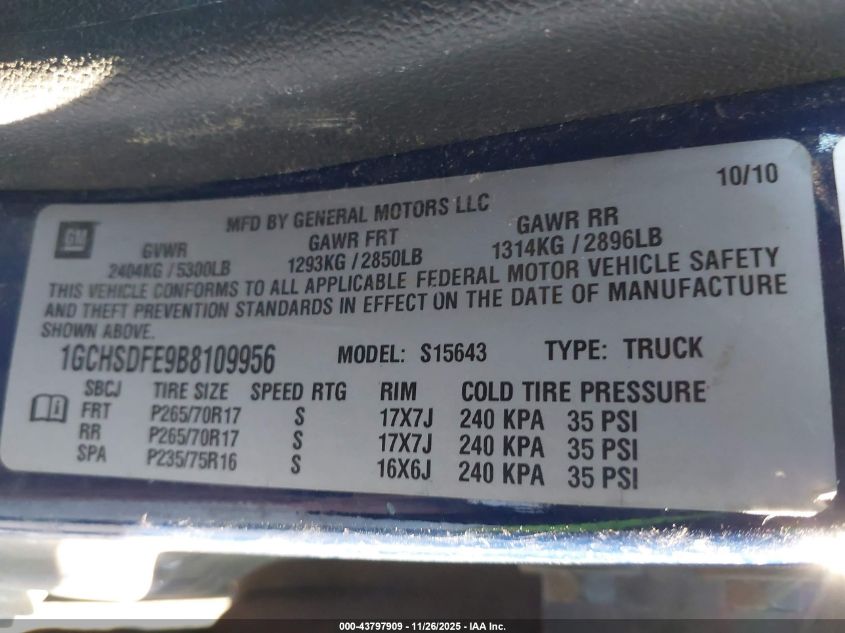 10/10
GM
MFD BY GENERAL MOTORS LLC
GVWR GAWR FRT GAWR RR
2404KG / 5300LB 1293KG / 2850LB 1314KG / 2896LB
THIS VEHICLE CONFORMS TO ALL APPLICABLE FEDERAL MOTOR VEHICLE SAFETY
AND THEFT PREVENTION STANDARDS IN EFFECT ON THE DATE OF MANUFACTURE
SHOWN ABOVE.
1GCHSDFE9B8109956 MODEL: S15643 TYPE: TRUCK
SBCJ TIRE SIZE SPEED RTG RIM COLD TIRE PRESSURE
FRT P265/70R17 S 17X7J 240 KPA 35 PSI
RR P265/70R17 S 17X7J 240 KPA 35 PSI
SPA P235/75R16 S 16X6J 240 KPA 35 PSI
000-43797909 - 11/26/2025 - IAA Inc.